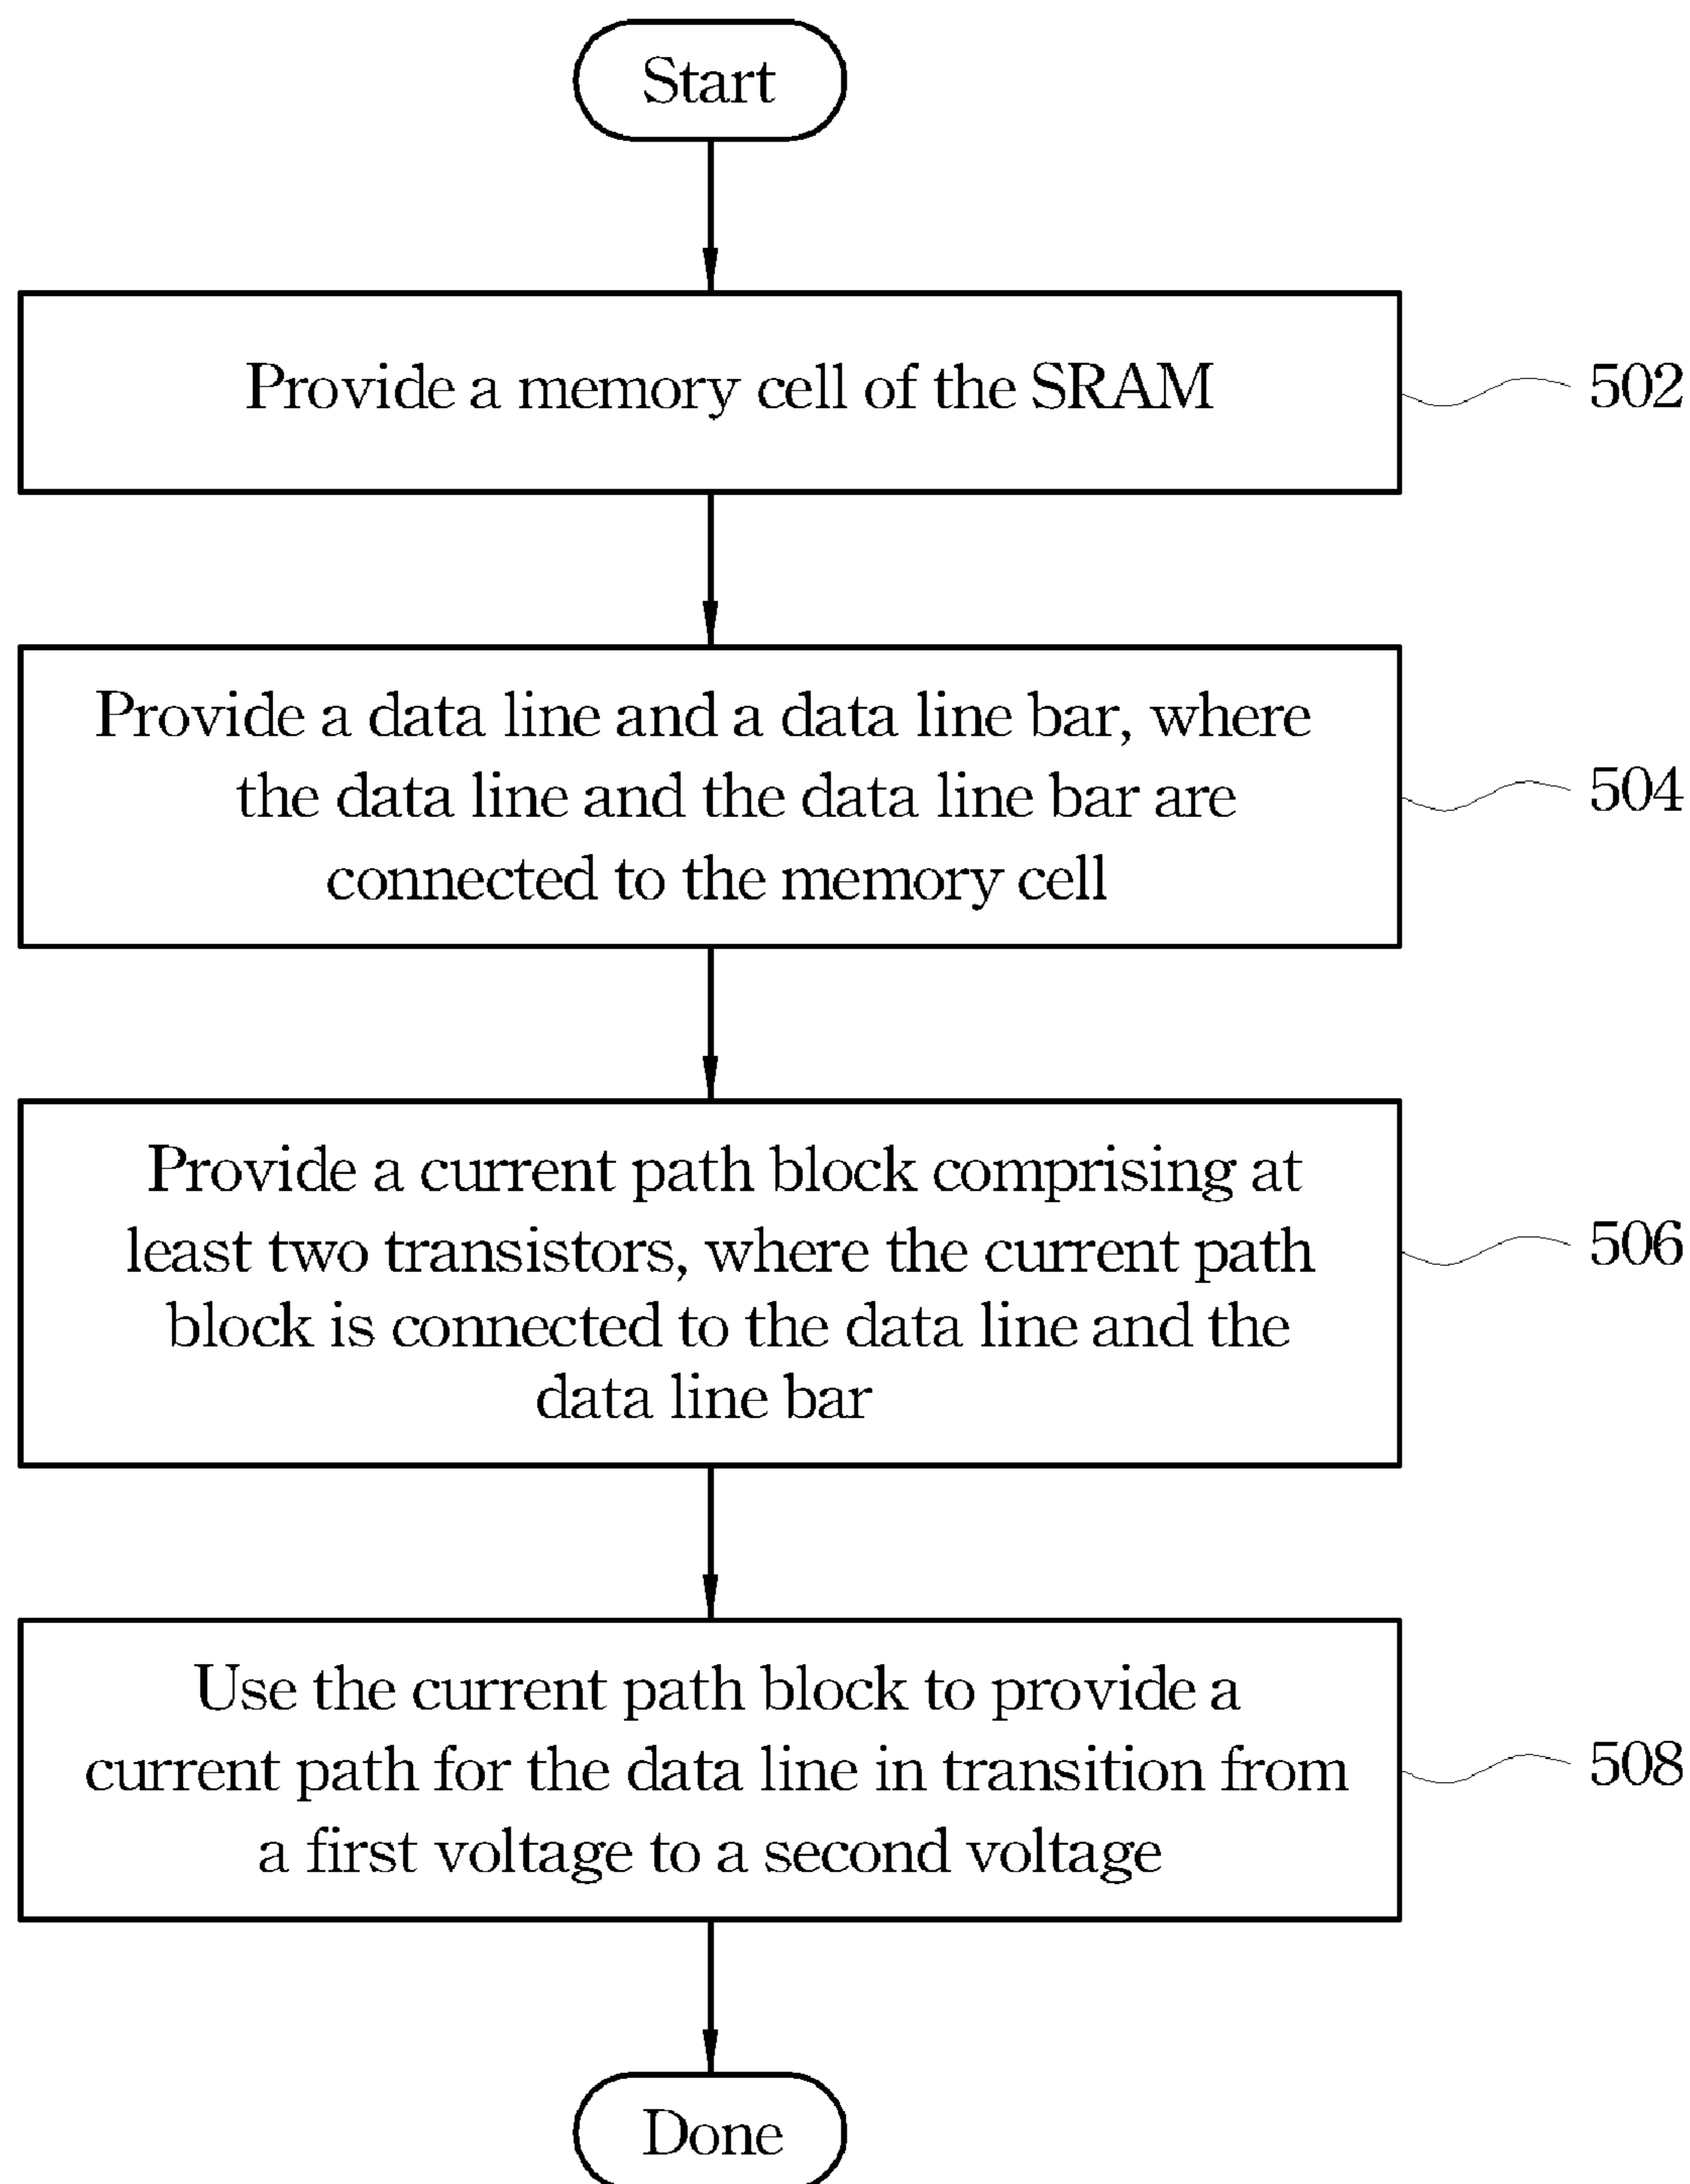 Start
Provide a memory cell of the SRAM
502
Provide a data line and a data line bar, where
the data line and the data line bar are
connected to the memory cell
504
Provide a current path block comprising at
least two transistors, where the current path
block is connected to the data line and the
data line bar
506
Use the current path block to provide a
current path for the data line in transition from
a first voltage to a second voltage
508
Done